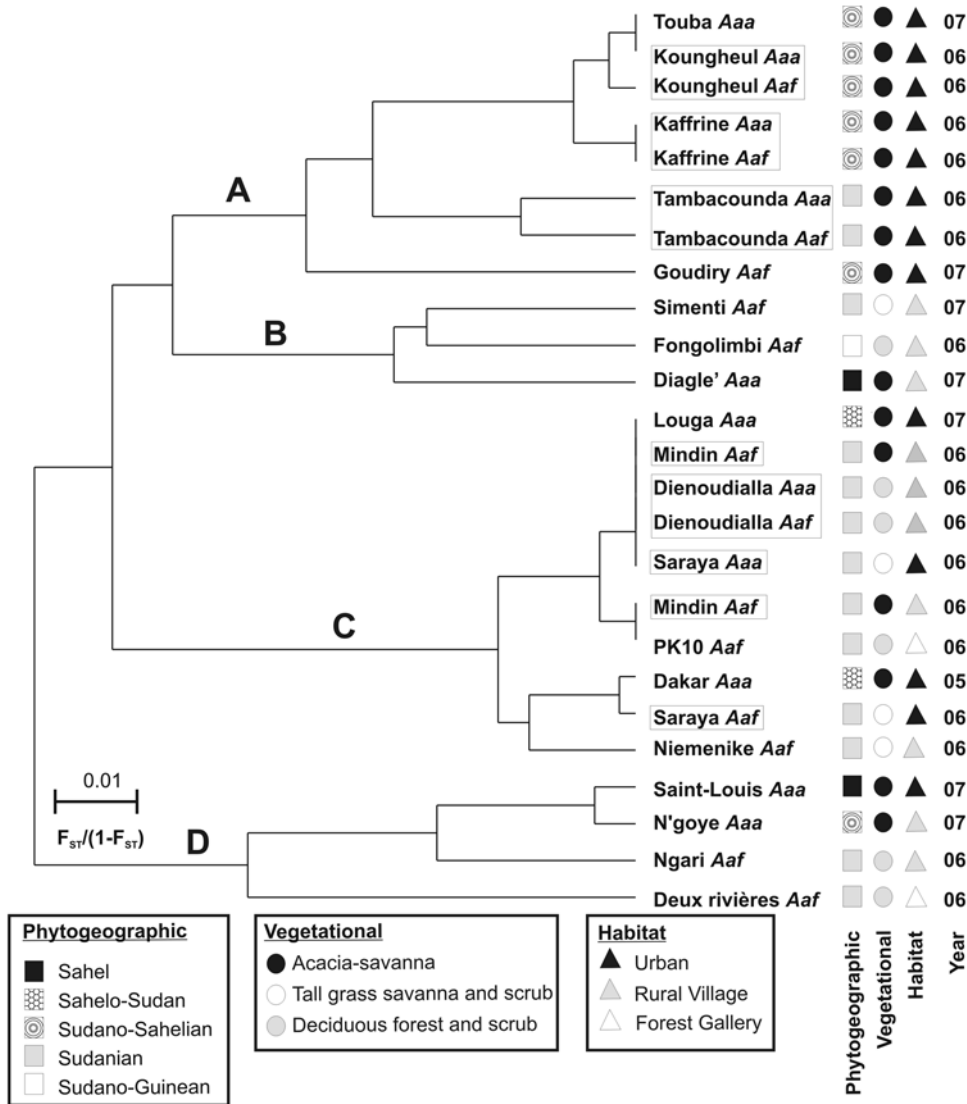 Touba Aaa 07
Koungheul Aaa 06
Koungheul Aaf 06
Kaffrine Aaa 06
Kaffrine Aaf 06
A
Tambacounda Aaa 06
Tambacounda Aaf 06
Goudiry Aaf 07
Simenti Aaf 07
B
Fongolimbi Aaf 06
Diagle' Aaa 07
Louga Aaa 07
Mindin Aaf 06
Dienoudialla Aaa 06
Dienoudialla Aaf 06
Saraya Aaa 06
Mindin Aaf 06
C
PK10 Aaf 06
Dakar Aaa 05
Saraya Aaf 06
Niemenike Aaf 06
Saint-Louis Aaa 07
N'goye Aaa 07
Ngari Aaf 06
Deux rivières Aaf 06
0.01
FST/(1-FST)
D
Phytogeographic
Sahel
Sahelo-Sudan
Sudano-Sahelian
Sudanian
Sudano-Guinean
Vegetational
Acacia-savanna
Tall grass savanna and scrub
Deciduous forest and scrub
Habitat
Urban
Rural Village
Forest Gallery
Phytogeographic
Vegetational
Habitat
Year